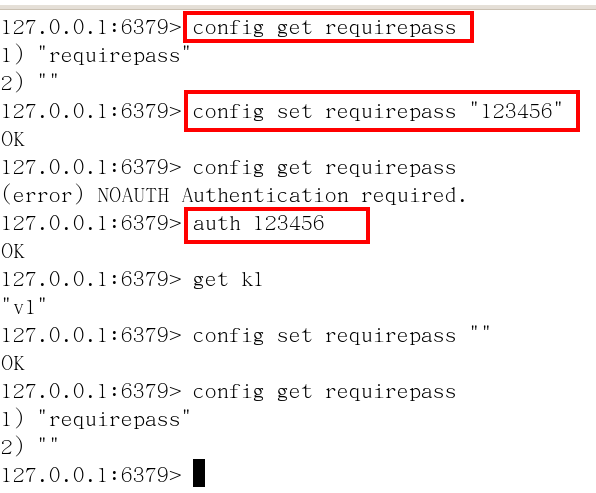 127.0.0.1:6379> config get requirepass
1) "requirepass"
2) ""
127.0.0.1:6379> config set requirepass "123456"
OK
127.0.0.1:6379> config get requirepass
(error) NOAUTH Authentication required.
127.0.0.1:6379> auth 123456
OK
127.0.0.1:6379> get k1
"v1"
127.0.0.1:6379> config set requirepass ""
OK
127.0.0.1:6379> config get requirepass
1) "requirepass"
2) ""
127.0.0.1:6379>